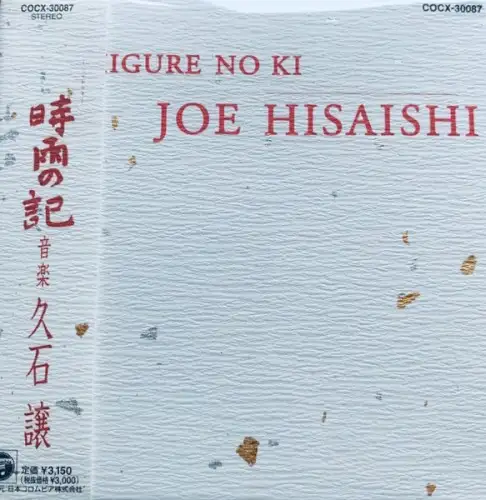 COCX-30087
STEREO
時雨の記
音楽
久石 譲
定価 ¥3,150
(税抜価格 ¥3,000)
日本コロムビア株式会社
COCX-30087
IGURE NO KI
JOE HISAISHI